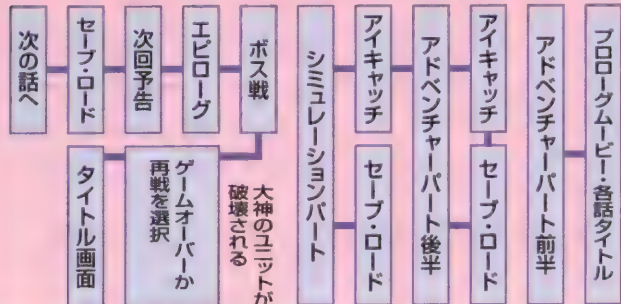 プロローグムービー・各話タイトル
アドベンチャーパート前半
アイキャッチ
セーブ・ロード
アドベンチャーパート後半
アイキャッチ
セーブ・ロード
シミュレーションパート
ボス戦
大神のユニットが
破壊される
ゲームオーバーか
再戦を選択
タイトル画面
エピローグ
次回予告
セーブ・ロード
次の話へ